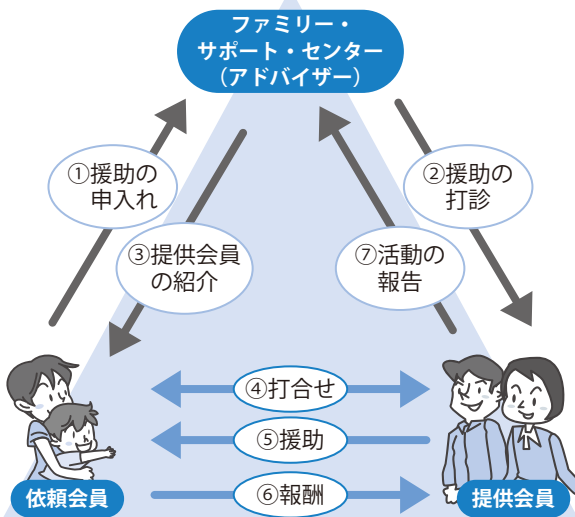 ファミリー・
サポート・センター
（アドバイザー）
①援助の
申入れ
②援助の
打診
③提供会員
の紹介
⑦活動の
報告
④打合せ
⑤援助
⑥報酬
依頼会員
提供会員